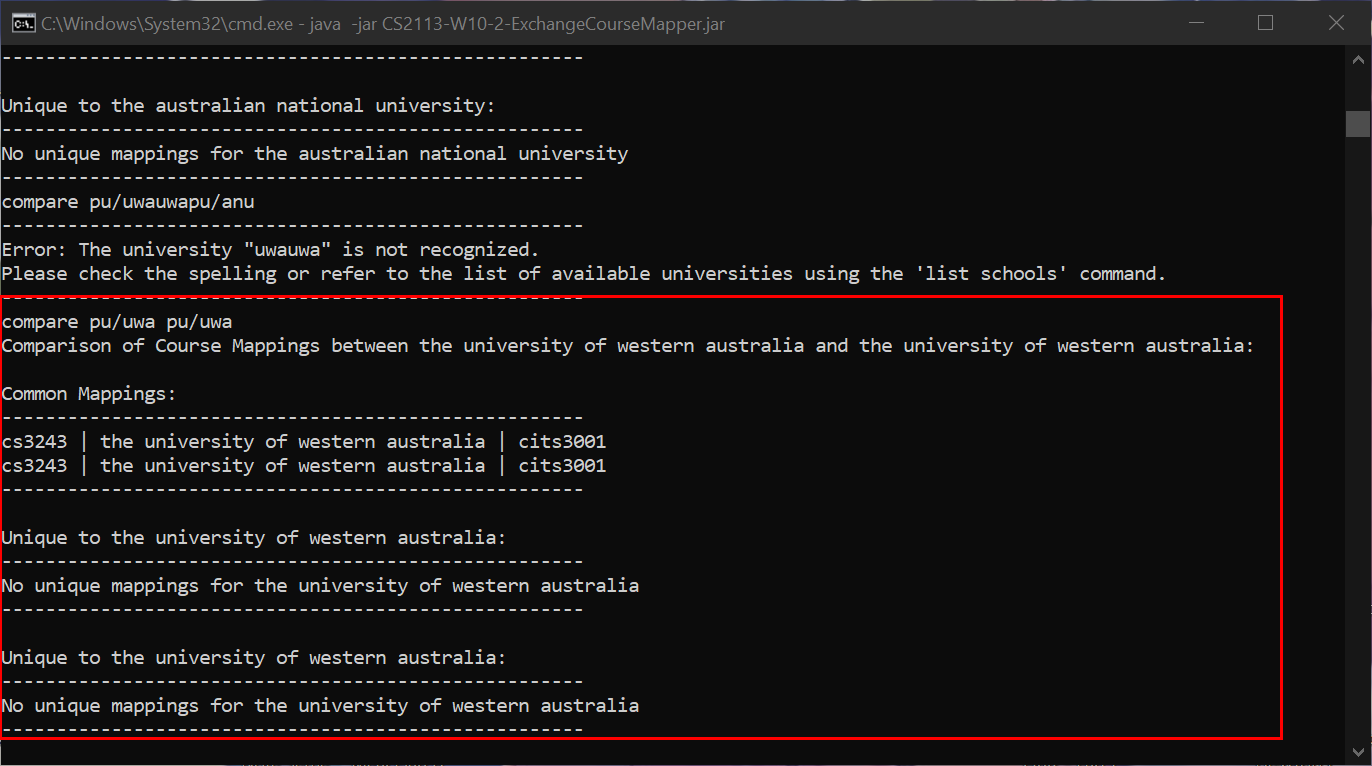 C:\Windows\System32\cmd.exe - java  -jar CS2113-W10-2-ExchangeCourseMapper.jar
-----------------------------------------------------

Unique to the australian national university:
-----------------------------------------------------
No unique mappings for the australian national university
-----------------------------------------------------
compare pu/uwauwapu/anu
-----------------------------------------------------
Error: The university "uwauwa" is not recognized.
Please check the spelling or refer to the list of available universities using the 'list schools' command.
-----------------------------------------------------
compare pu/uwa pu/uwa
Comparison of Course Mappings between the university of western australia and the university of western australia:

Common Mappings:
-----------------------------------------------------
cs3243 | the university of western australia | cits3001
cs3243 | the university of western australia | cits3001
-----------------------------------------------------

Unique to the university of western australia:
-----------------------------------------------------
No unique mappings for the university of western australia
-----------------------------------------------------

Unique to the university of western australia:
-----------------------------------------------------
No unique mappings for the university of western australia
-----------------------------------------------------